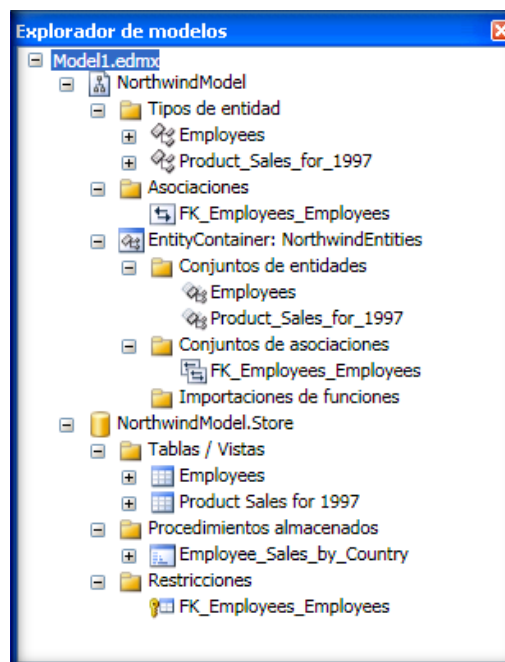 Explorador de modelos
Model1.edmx
NorthwindModel
Tipos de entidad
Employees
Product_Sales_for_1997
Asociaciones
FK_Employees_Employees
EntityContainer: NorthwindEntities
Conjuntos de entidades
Employees
Product_Sales_for_1997
Conjuntos de asociaciones
FK_Employees_Employees
Importaciones de funciones
NorthwindModel.Store
Tablas / Vistas
Employees
Product Sales for 1997
Procedimientos almacenados
Employee_Sales_by_Country
Restricciones
FK_Employees_Employees